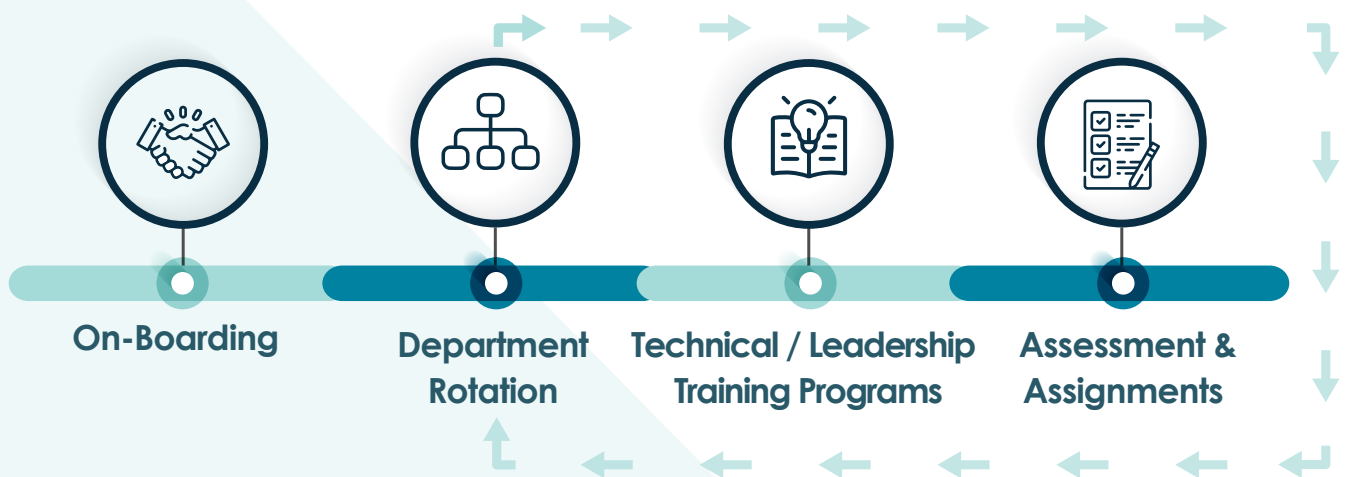 On-Boarding
Department
Rotation
Technical / Leadership
Training Programs
Assessment &
Assignments